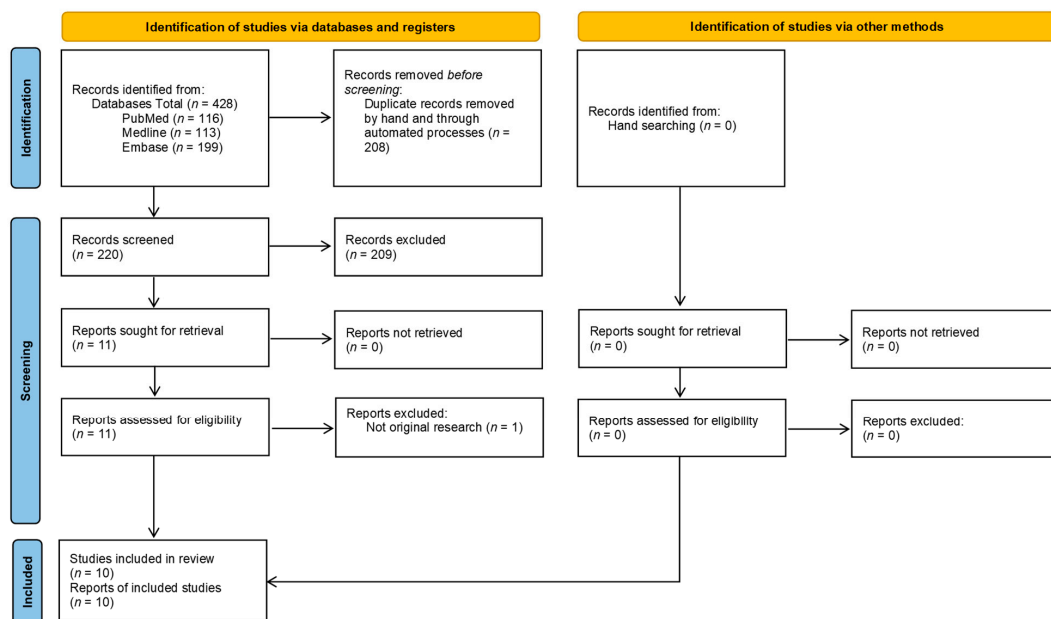 Identification of studies via databases and registers
Identification of studies via other methods
Identification
Records identified from:
Databases Total (n = 428)
PubMed (n = 116)
Medline (n = 113)
Embase (n = 199)
Records removed before
screening:
Duplicate records removed
by hand and through
automated processes (n =
208)
Records identified from:
Hand searching (n = 0)
Screening
Records screened
(n = 220)
Records excluded
(n = 209)
Reports sought for retrieval
(n = 11)
Reports not retrieved
(n = 0)
Reports sought for retrieval
(n = 0)
Reports not retrieved
(n = 0)
Reports assessed for eligibility
(n = 11)
Reports excluded:
Not original research (n = 1)
Reports assessed for eligibility
(n = 0)
Reports excluded:
(n = 0)
Included
Studies included in review
(n = 10)
Reports of included studies
(n = 10)